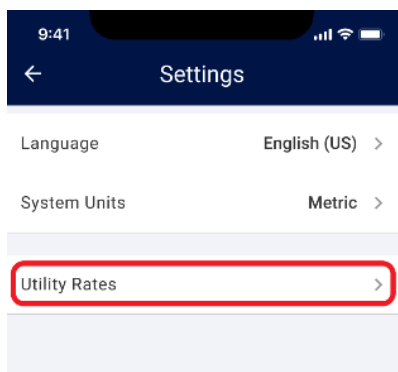 9:41
Settings
Language English (US)
System Units Metric
Utility Rates